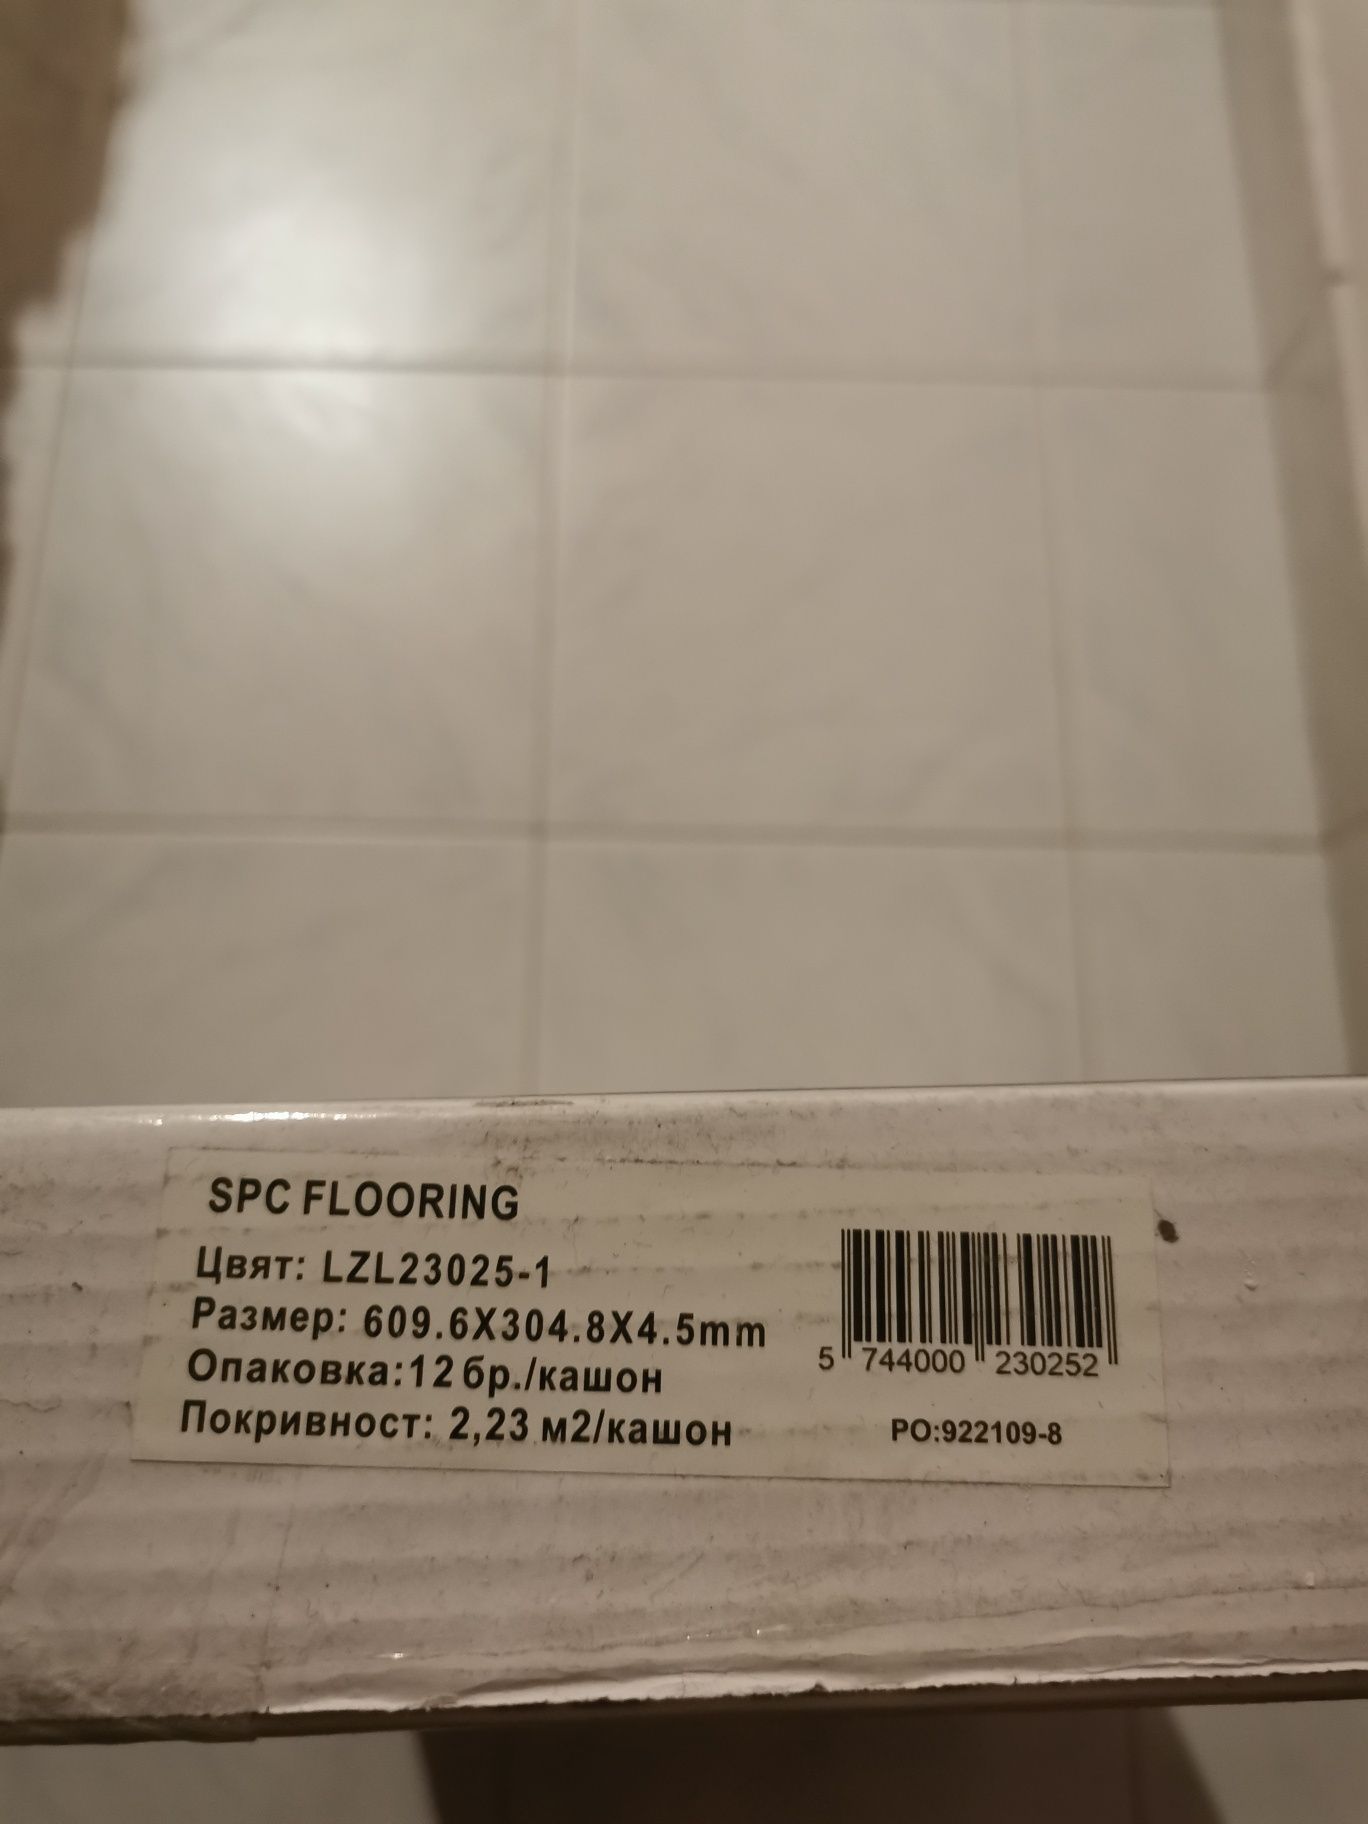 SPC FLOORING
Цвят: LZL23025-1
Размер: 609.6X304.8X4.5mm
Опаковка:12 бр./кашон
Покривност: 2,23 м2/кашон
5 744000 230252
PO:922109-8